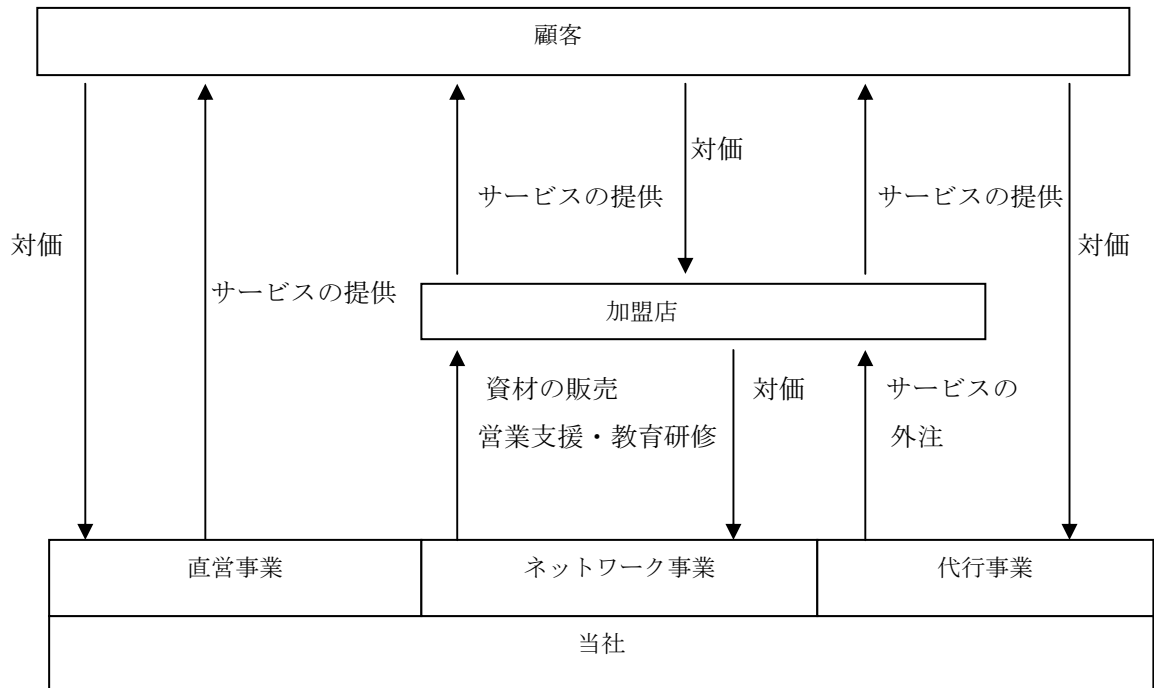 顧客
対価
サービスの提供
サービスの提供
対価
サービスの提供
対価
加盟店
資材の販売
営業支援・教育研修
対価
サービスの
外注
直営事業
ネットワーク事業
代行事業
当社